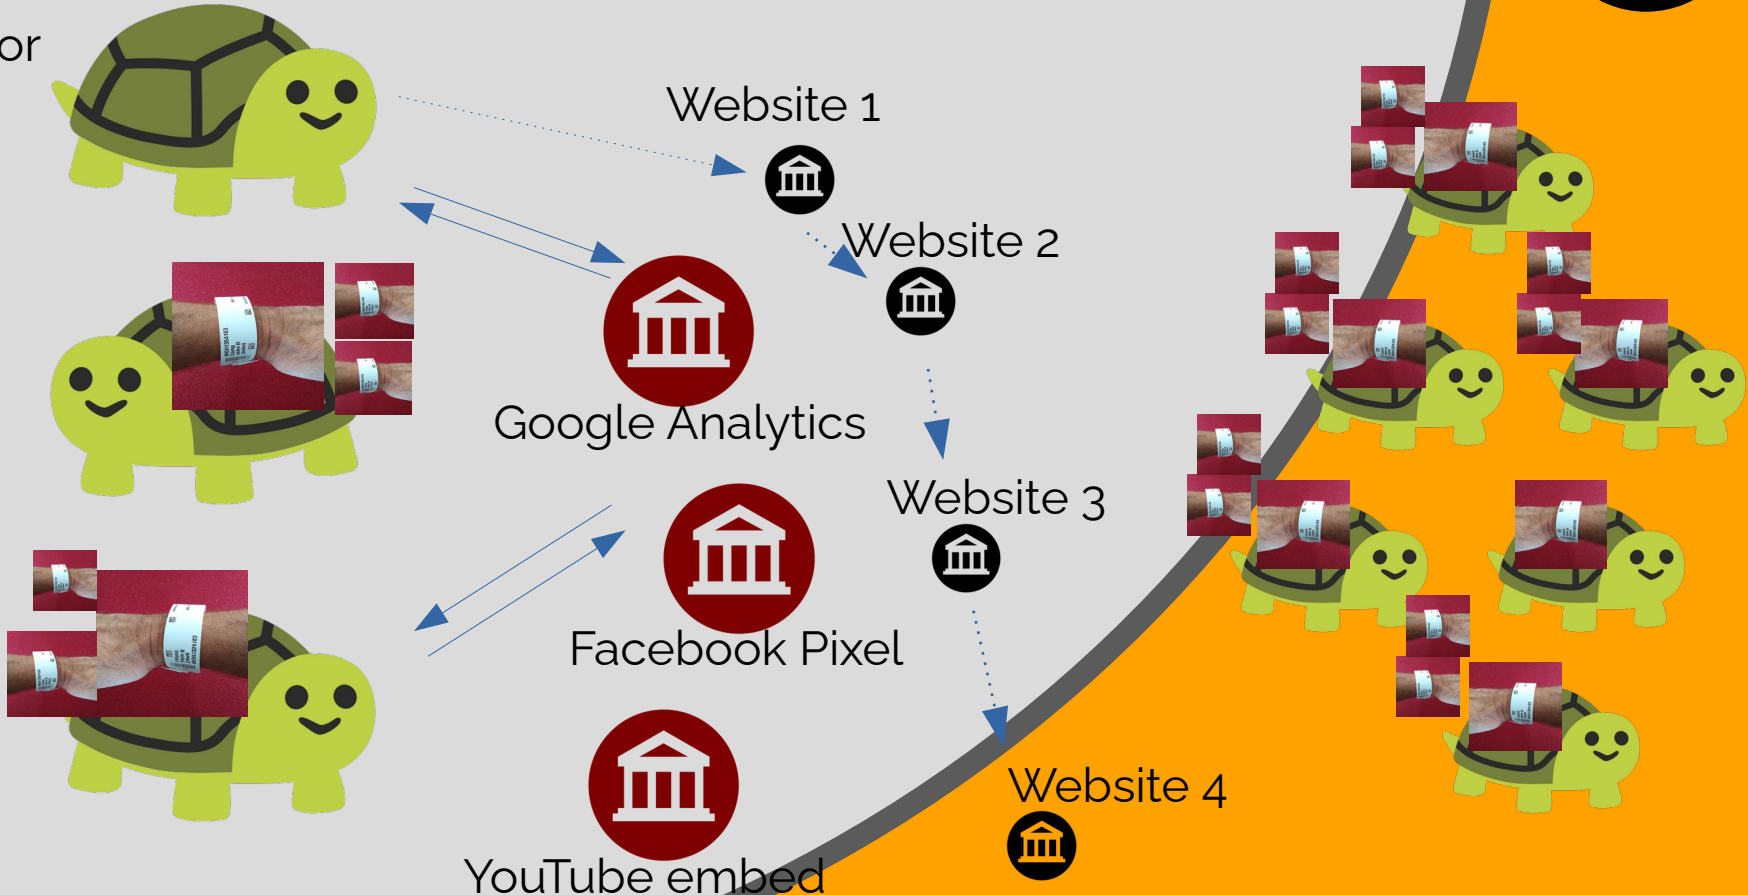 or
Website 1
Website 2
Google Analytics
Website 3
Facebook Pixel
Website 4
YouTube embed